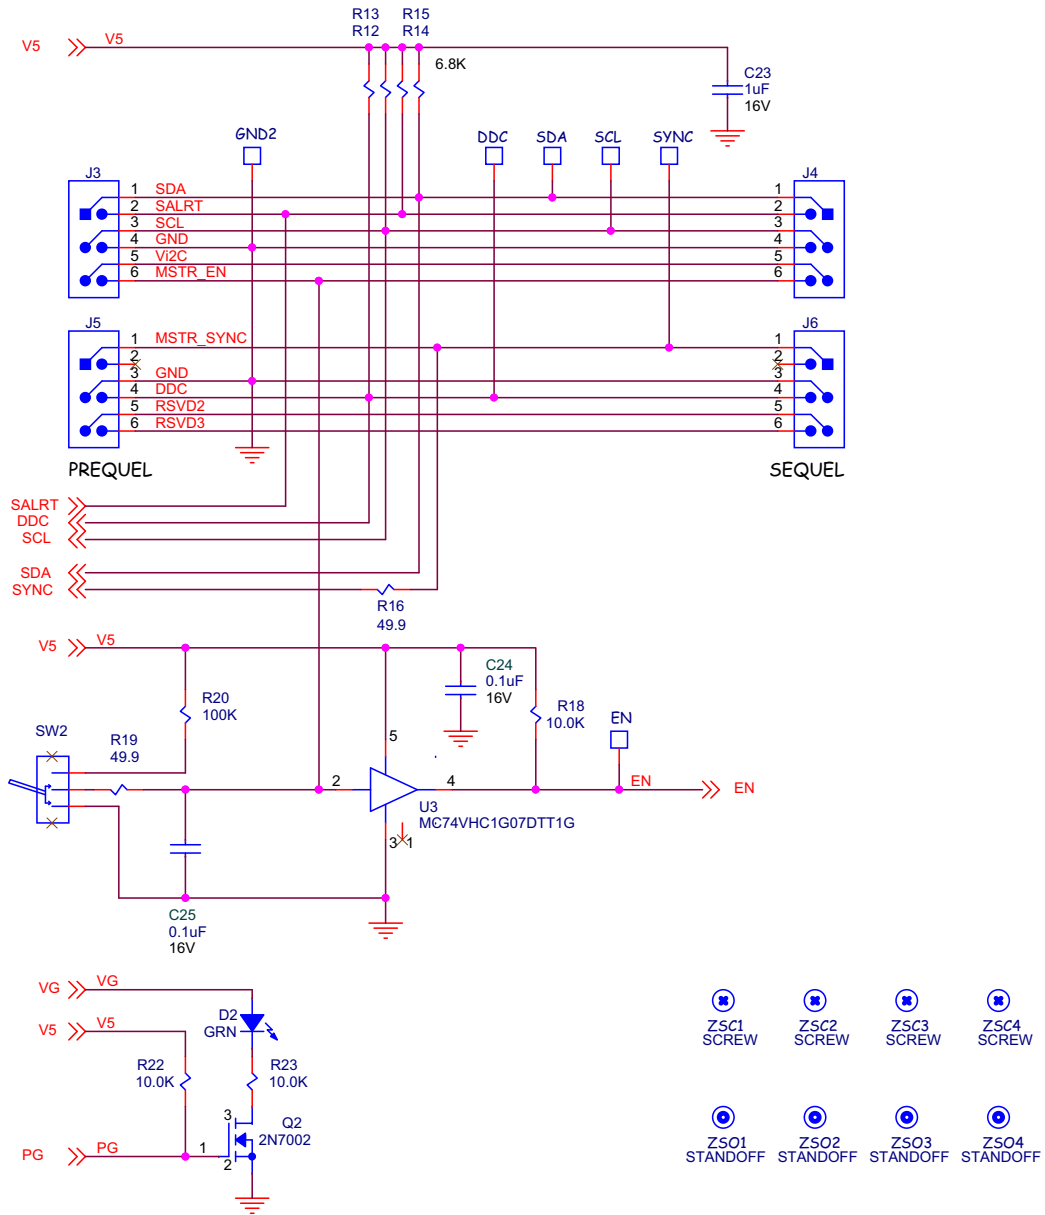 R13 R15
R12 R14
V5 V5
6.8K
C23
1uF
16V
GND2 DDC SDA SCL SYNC
J3 J4
1 SDA 1
2 SALRT 2
3 SCL 3
4 GND 4
5 Vi2C 5
6 MSTR_EN 6
J5 J6
1 MSTR_SYNC 1
2 2
3 GND 3
4 DDC 4
5 RSVD2 5
6 RSVD3 6
PREQUEL SEQUEL
SALRT
DDC
SCL
SDA
SYNC
R16
49.9
V5 V5
C24
0.1uF
16V
R20
100K
R18
10.0K
EN
SW2
R19
49.9
5
2 4 EN EN
U3
MC74VHC1G07DTT1G
3 1
C25
0.1uF
16V
VG VG
D2
GRN
V5 V5
R22
10.0K
R23
10.0K
3 Q2
2N7002
PG PG 1
2
ZSC1 ZSC2 ZSC3 ZSC4
SCREW SCREW SCREW SCREW
ZSO1 ZSO2 ZSO3 ZSO4
STANDOFF STANDOFF STANDOFF STANDOFF